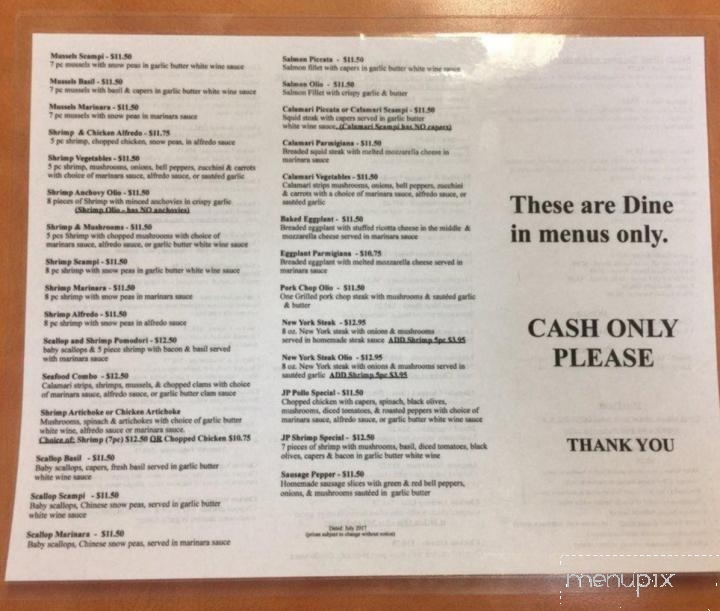 Mussels Scampi - $11.50
7 pc mussels with snow peas in garlic butter white wine sauce
Mussels Basil - $11.50
7 pc mussels with basil & capers in garlic butter white wine sauce
Mussels Marinara - $11.50
7 pc mussels with snow peas in marinara sauce
Shrimp & Chicken Alfredo - $11.75
5 pc shrimp, chopped chicken, snow peas, in alfredo sauce
Shrimp Vegetables - $11.50
5 pc shrimp, mushrooms, onions, bell peppers, zucchini & carrots
with choice of marinara sauce, alfredo sauce, or sautéed garlic
Shrimp Anchovy Olio - $11.50
8 pieces of Shrimp with minced anchovies in crispy garlic
(Shrimp Olio - has NO anchovies)
Shrimp & Mushrooms - $11.50
5 pcs Shrimp with chopped mushrooms with choice of
marinara sauce, alfredo sauce, or garlic butter white wine sauce
Shrimp Scampi - $11.50
8 pc shrimp with snow peas in garlic butter white wine sauce
Shrimp Marinara - $11.50
8 pc shrimp with snow peas in marinara sauce
Shrimp Alfredo - $11.50
8 pc shrimp with snow peas in alfredo sauce
Scallop and Shrimp Pomodori - $12.50
baby scallops & 5 piece shrimp with bacon & basil served
with marinara sauce
Seafood Combo - $12.50
Calamari strips, shrimps, mussels, & chopped clams with choice
of marinara sauce, alfredo sauce, or garlic butter clam sauce
Shrimp Artichoke or Chicken Artichoke
Mushrooms, spinach & artichokes with choice of garlic butter
white wine, alfredo sauce or marinara sauce.
Choice of: Shrimp (7pc) $12.50 OR Chopped Chicken $10.75
Scallop Basil - $11.50
Baby scallops, capers, fresh basil served in garlic butter
white wine sauce
Scallop Scampi - $11.50
Baby scallops, Chinese snow peas, served in garlic butter
white wine sauce
Scallop Marinara - $11.50
Baby scallops, Chinese snow peas, served in marinara sauce
Salmon Piccata - $11.50
Salmon fillet with capers in garlic butter white wine sauce
Salmon Olio - $11.50
Salmon Fillet with crispy garlic & butter
Calamari Piccata or Calamari Scampi - $11.50
Squid steak with capers served in garlic butter
white wine sauce. (Calamari Scampi has NO capers)
Calamari Parmigiana - $11.50
Breaded squid steak with melted mozzarella cheese in
marinara sauce
Calamari Vegetables - $11.50
Calamari strips mushrooms, onions, bell peppers, zucchini
& carrots with a choice of marinara sauce, alfredo sauce, or
sautéed garlic
Baked Eggplant - $11.50
Breaded eggplant with stuffed ricotta cheese in the middle &
mozzarella cheese served in marinara sauce
Eggplant Parmigiana - $10.75
Breaded eggplant with melted mozzarella cheese served in
marinara sauce
Pork Chop Olio - $11.50
One Grilled pork chop steak with mushrooms & sautéed garlic
& butter
New York Steak - $12.95
8 oz. New York steak with onions & mushrooms
served in homemade steak sauce ADD Shrimp 5pc $3.95
New York Steak Olio - $12.95
8 oz. New York steak with onions & mushrooms served in
sautéed garlic ADD Shrimp 5pc $3.95
JP Pollo Special - $11.50
Chopped chicken with capers, spinach, black olives,
mushrooms, diced tomatoes, & roasted peppers with choice of
marinara sauce, alfredo sauce, or garlic butter white wine sauce
JP Shrimp Special - $12.50
7 pieces of shrimp with mushrooms, basil, diced tomatoes, black
olives, capers & bacon in garlic butter white wine
Sausage Pepper - $11.50
Homemade sausage slices with green & red bell peppers,
onions, & mushrooms sautéed in garlic butter
Dated: July 2017
(prices subject to change without notice)
These are Dine
in menus only.
CASH ONLY
PLEASE
THANK YOU
menupix